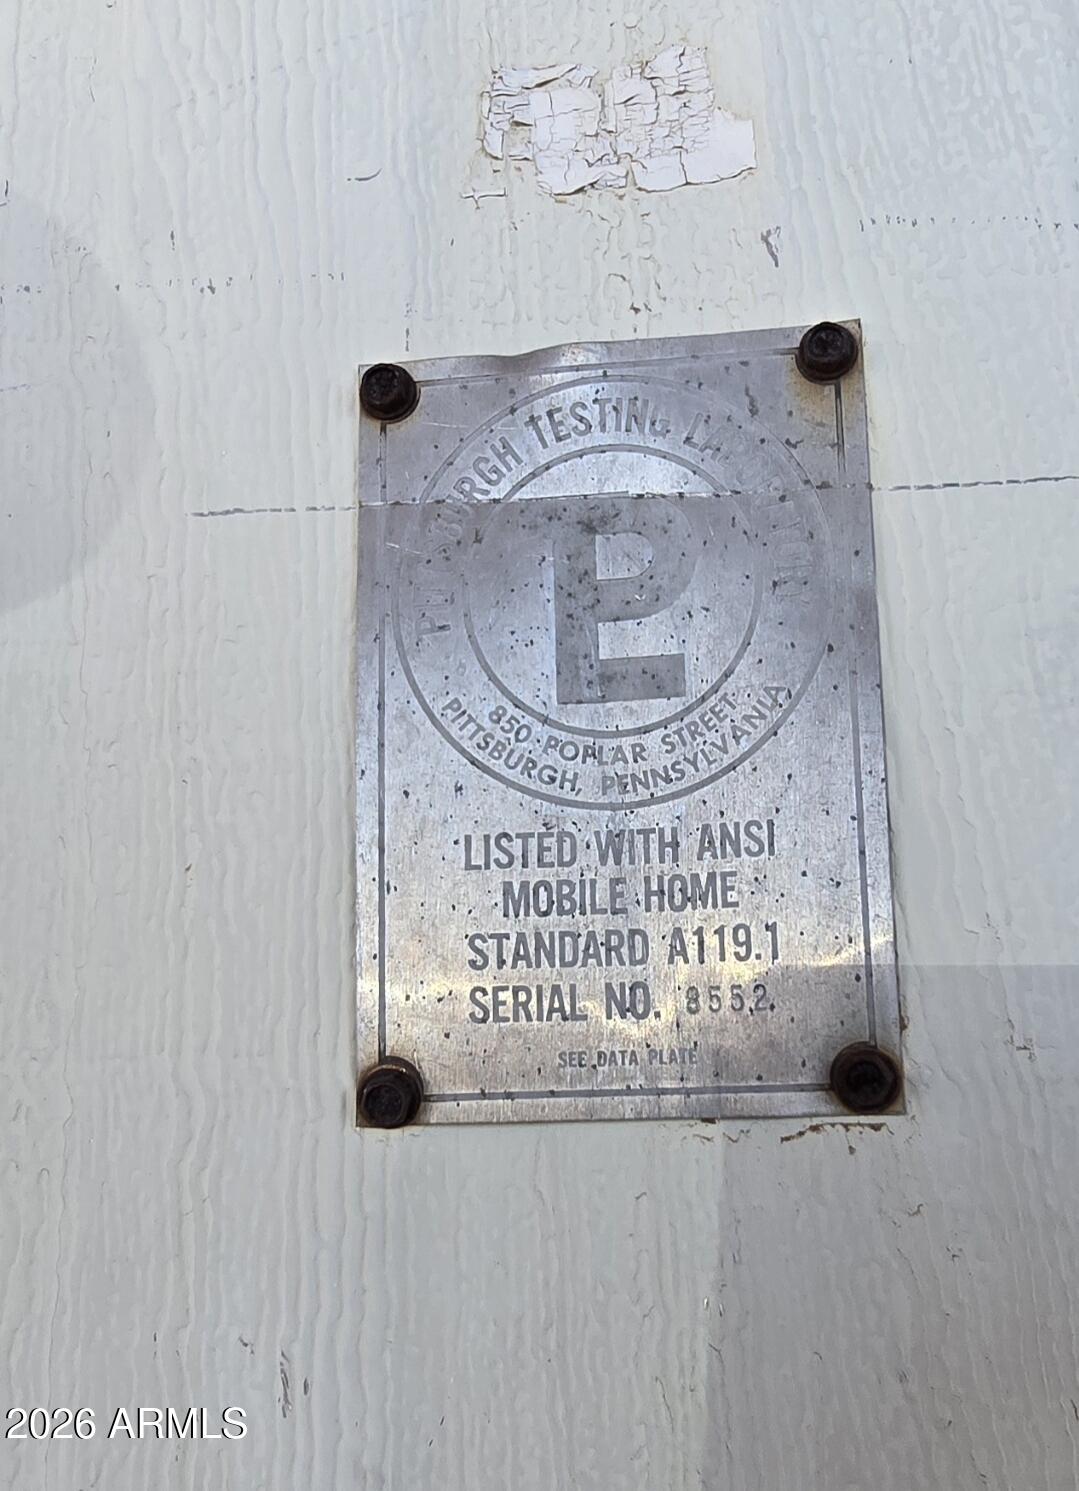 PITTSBURGH TESTING LABORATORY
PL
850 POPLAR STREET
PITTSBURGH, PENNSYLVANIA
LISTED WITH ANSI
MOBILE HOME
STANDARD A119.1
SERIAL NO. 8552
SEE DATA PLATE
2026 ARMLS